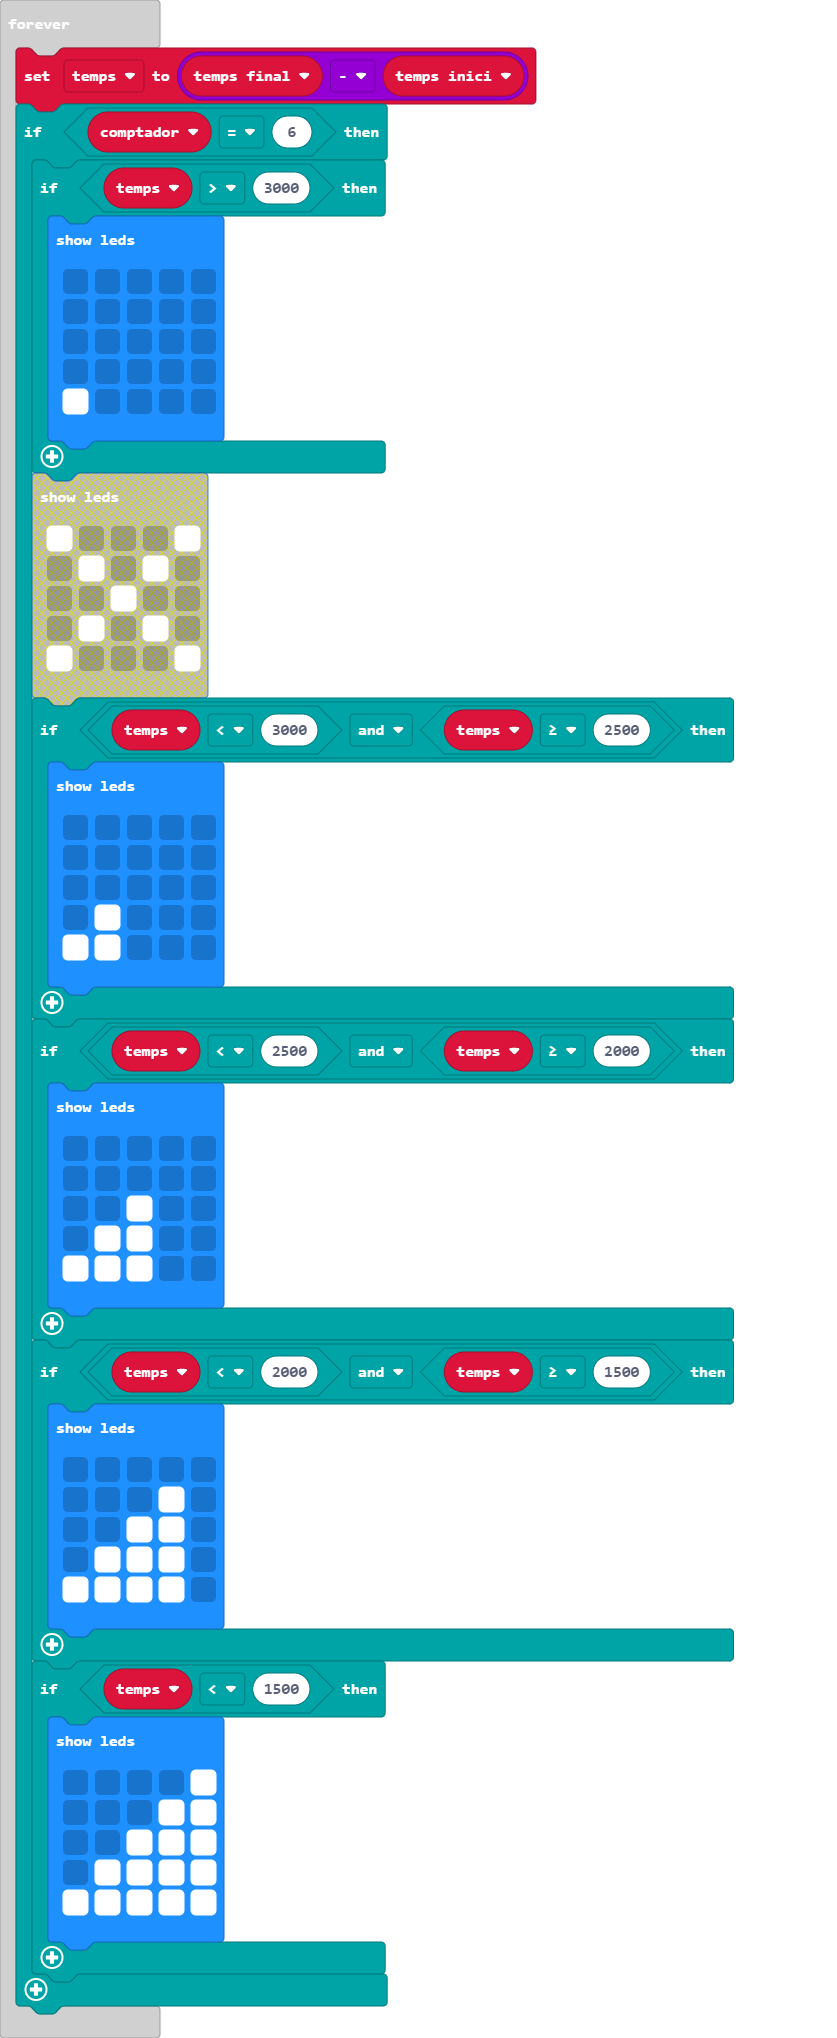 forever
set temps to temps final - temps inici
if comptador = 6 then
if temps > 3000 then
show leds
show leds
if temps < 3000 and temps ≥ 2500 then
show leds
if temps < 2500 and temps ≥ 2000 then
show leds
if temps < 2000 and temps ≥ 1500 then
show leds
if temps < 1500 then
show leds